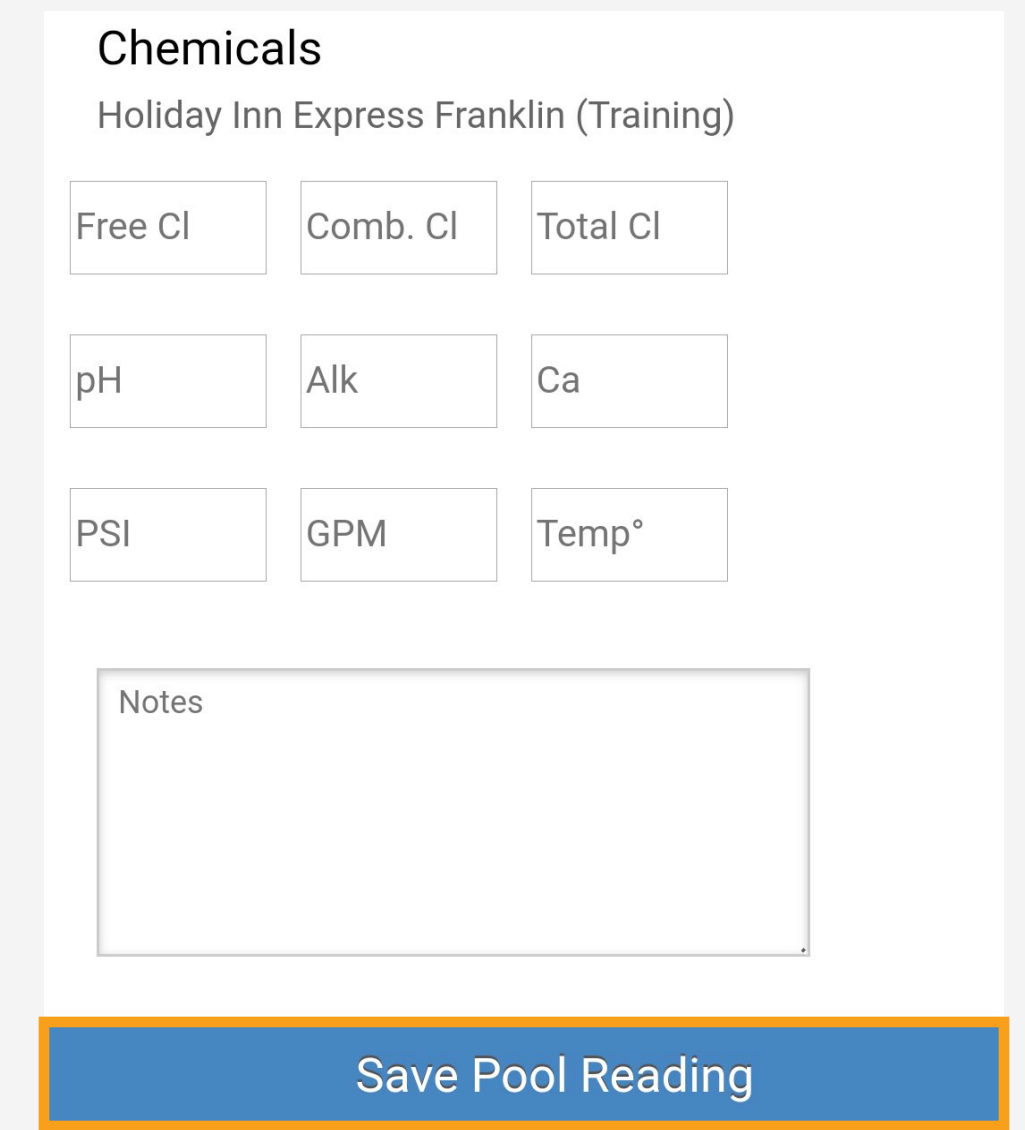 Chemicals
Holiday Inn Express Franklin (Training)
Free Cl Comb. Cl Total Cl
pH Alk Ca
PSI GPM Temp°
Notes
Save Pool Reading